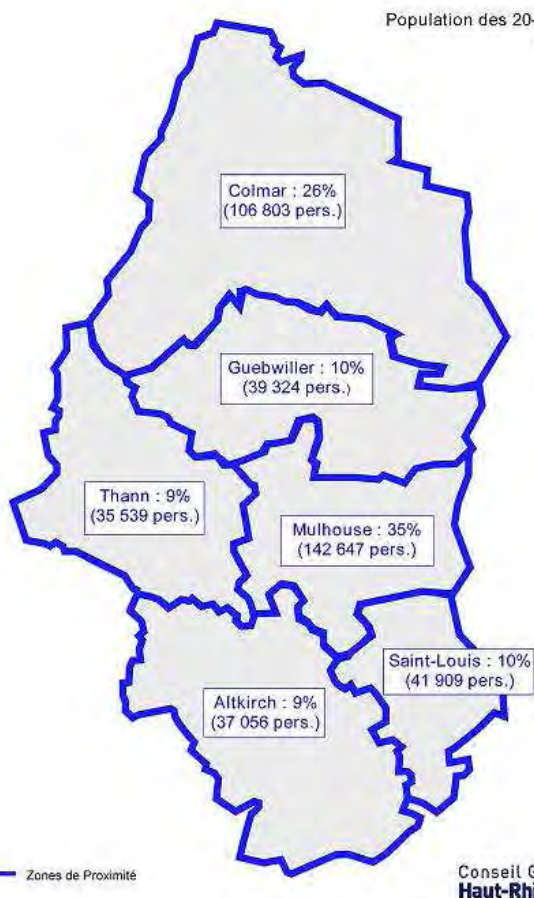 Population des 20-
Colmar : 26%
(106 803 pers.)
Guebwiller : 10%
(39 324 pers.)
Thann : 9%
(35 539 pers.)
Mulhouse : 35%
(142 647 pers.)
Saint-Louis : 10%
(41 909 pers.)
Altkirch : 9%
(37 056 pers.)
Zones de Proximité
Conseil G
Haut-Rhi